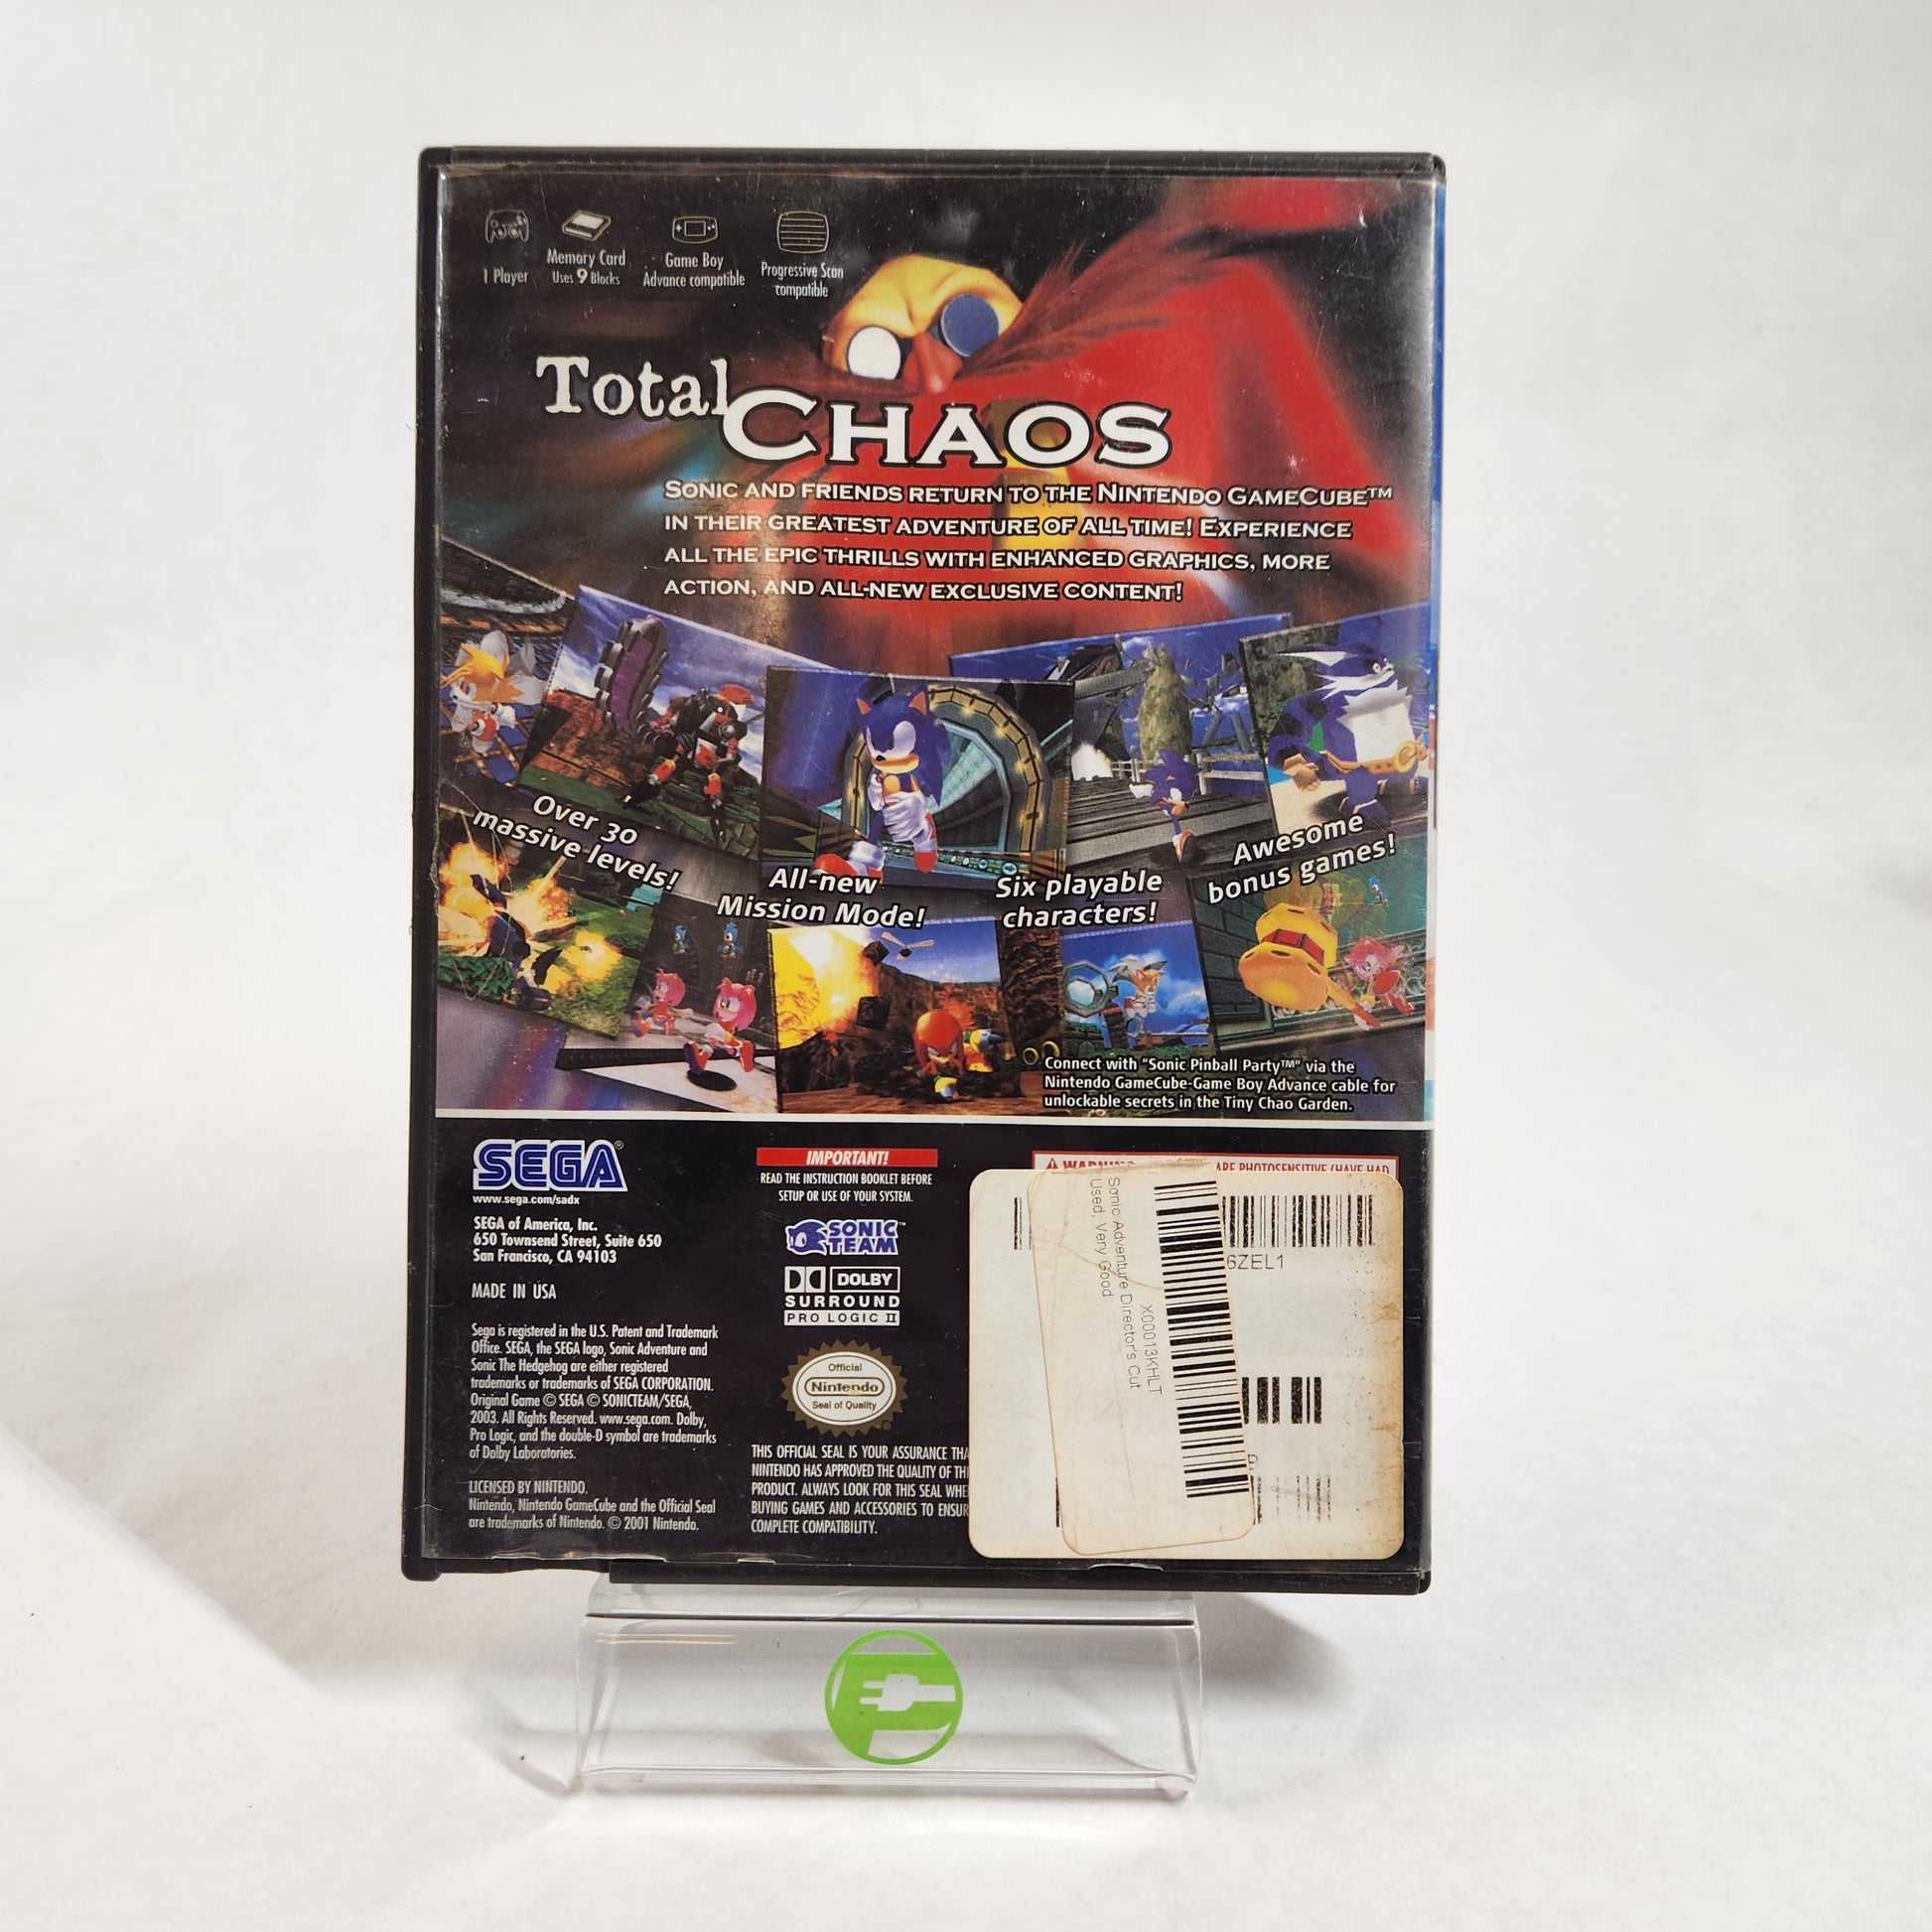 1 Player
Memory Card
Uses 9 Blocks
Game Boy
Advance compatible
Progressive Scan
compatible
Total
CHAOS
SONIC AND FRIENDS RETURN TO THE NINTENDO GAMECUBE™
IN THEIR GREATEST ADVENTURE OF ALL TIME! EXPERIENCE
ALL THE EPIC THRILLS WITH ENHANCED GRAPHICS, MORE
ACTION, AND ALL-NEW EXCLUSIVE CONTENT!
Over 30
massive levels!
All-new
Mission Mode!
Six playable
characters!
Awesome
bonus games!
Connect with "Sonic Pinball Party™" via the
Nintendo GameCube-Game Boy Advance cable for
unlockable secrets in the Tiny Chao Garden.
SEGA®
www.sega.com/sadx
SEGA of America, Inc.
650 Townsend Street, Suite 650
San Francisco, CA 94103
MADE IN USA
Sega is registered in the U.S. Patent and Trademark
Office. SEGA, the SEGA logo, Sonic Adventure and
Sonic The Hedgehog are either registered
trademarks or trademarks of SEGA CORPORATION.
Original Game © SEGA © SONICTEAM/SEGA,
2003. All Rights Reserved. www.sega.com. Dolby,
Pro Logic, and the double-D symbol are trademarks
of Dolby Laboratories.
LICENSED BY NINTENDO.
Nintendo, Nintendo GameCube and the Official Seal
are trademarks of Nintendo. © 2001 Nintendo.
IMPORTANT!
READ THE INSTRUCTION BOOKLET BEFORE
SETUP OR USE OF YOUR SYSTEM.
SONIC
TEAM™
DOLBY
SURROUND
PRO LOGIC II
Official
Nintendo
Seal of Quality
THIS OFFICIAL SEAL IS YOUR ASSURANCE
NINTENDO HAS APPROVED THE QUALITY OF
PRODUCT. ALWAYS LOOK FOR THIS SEAL
BUYING GAMES AND ACCESSORIES TO
COMPLETE COMPATIBILITY.
ARE PHOTOSENSITIVE (HAVE HAD
6ZEL1
X00013KHLT
Sonic Adventure Director's Cut
Used, Very Good